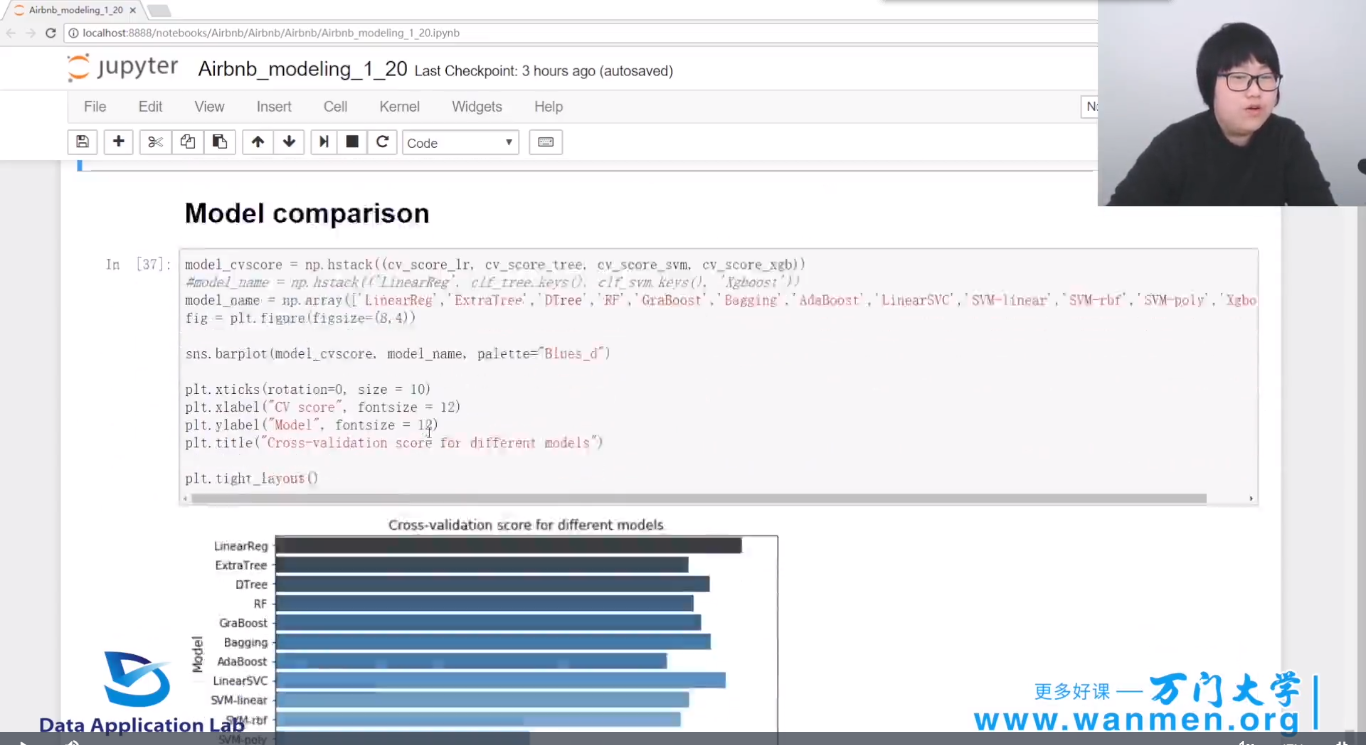 Airbnb_modeling_1_20
localhost:8888/notebooks/Airbnb/Airbnb/Airbnb/Airbnb_modeling_1_20.ipynb
jupyter Airbnb_modeling_1_20 Last Checkpoint: 3 hours ago (autosaved)
File Edit View Insert Cell Kernel Widgets Help
Code
Model comparison
In [37]:
model_cvscore = np.hstack((cv_score_lr, cv_score_tree, cv_score_svm, cv_score_xgb))
#model_name = np.hstack(('LinearReg', clf_tree.keys(), clf_svm.keys(), 'Xgboost'))
model_name = np.array(['LinearReg','ExtraTree','DTree','RF','GraBoost','Bagging','AdaBoost','LinearSVC','SVM-linear','SVM-rbf','SVM-poly','Xgbo
fig = plt.figure(figsize=(8,4))
sns.barplot(model_cvscore, model_name, palette="Blues_d")
plt.xticks(rotation=0, size = 10)
plt.xlabel("CV score", fontsize = 12)
plt.ylabel("Model", fontsize = 12)
plt.title("Cross-validation score for different models")
plt.tight_layout()
Cross-validation score for different models
LinearReg
ExtraTree
DTree
RF
GraBoost
Bagging
AdaBoost
LinearSVC
SVM-linear
SVM-rbf
SVM-poly
Model
Data Application Lab
更多好课 — 万门大学
www.wanmen.org